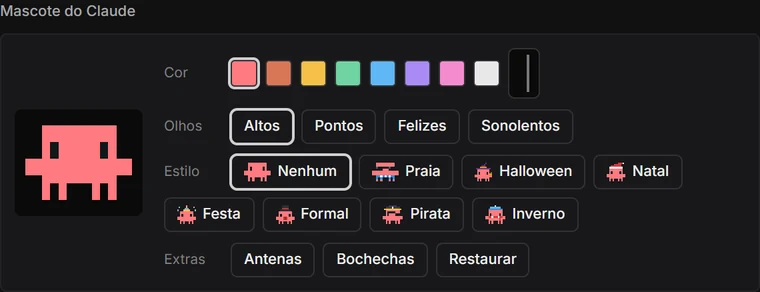 Mascote do Claude
Cor
Olhos Altos Pontos Felizes Sonolentos
Estilo Nenhum Praia Halloween Natal
Festa Formal Pirata Inverno
Extras Antenas Bochechas Restaurar